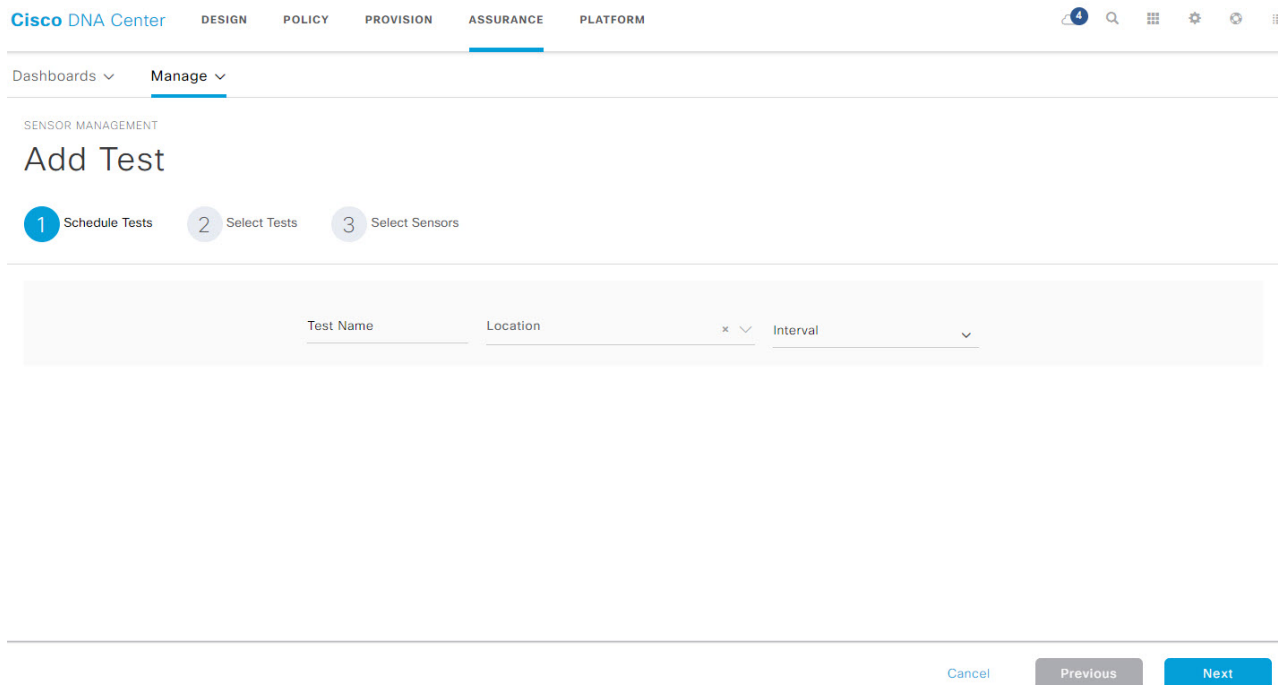 Cisco DNA Center DESIGN POLICY PROVISION ASSURANCE PLATFORM 4
Dashboards Manage
SENSOR MANAGEMENT
Add Test
1 Schedule Tests 2 Select Tests 3 Select Sensors
Test Name Location × Interval
Cancel Previous Next